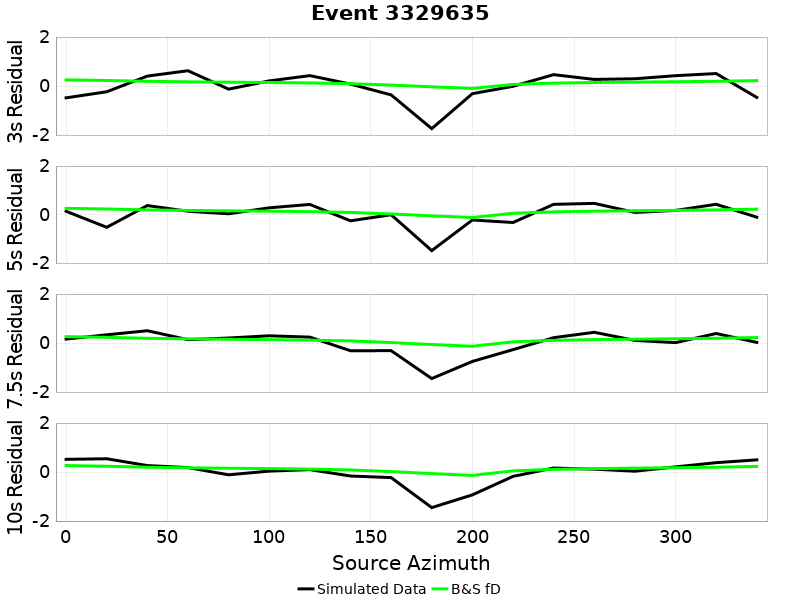 Event 3329635
3s Residual
2
0
-2
5s Residual
2
0
-2
7.5s Residual
2
0
-2
10s Residual
2
0
-2
0 50 100 150 200 250 300
Source Azimuth
Simulated Data B&S fD